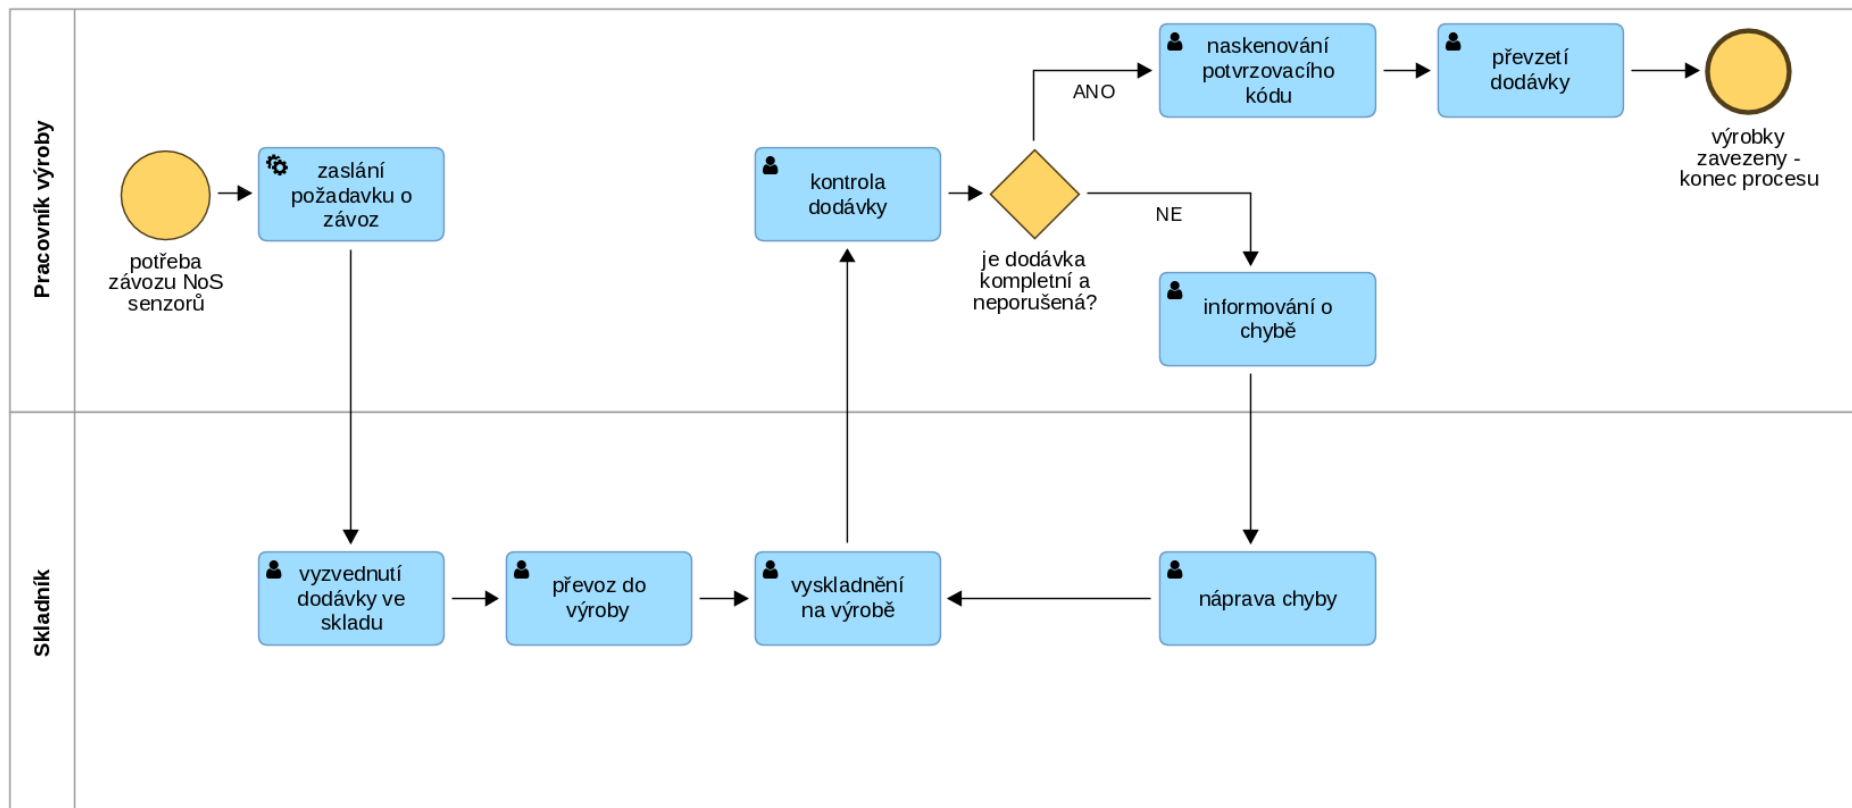 Pracovník výroby
potřeba
závozu NoS
senzorů
zaslání
požadavku o
závoz
kontrola
dodávky
je dodávka
kompletní a
neporušená?
ANO
naskenování
potvrzovacího
kódu
převzetí
dodávky
výrobky
zavezeny -
konec procesu
NE
informování o
chybě
Skladník
vyzvednutí
dodávky ve
skladu
převoz do
výroby
vyskladnění
na výrobě
náprava chyby